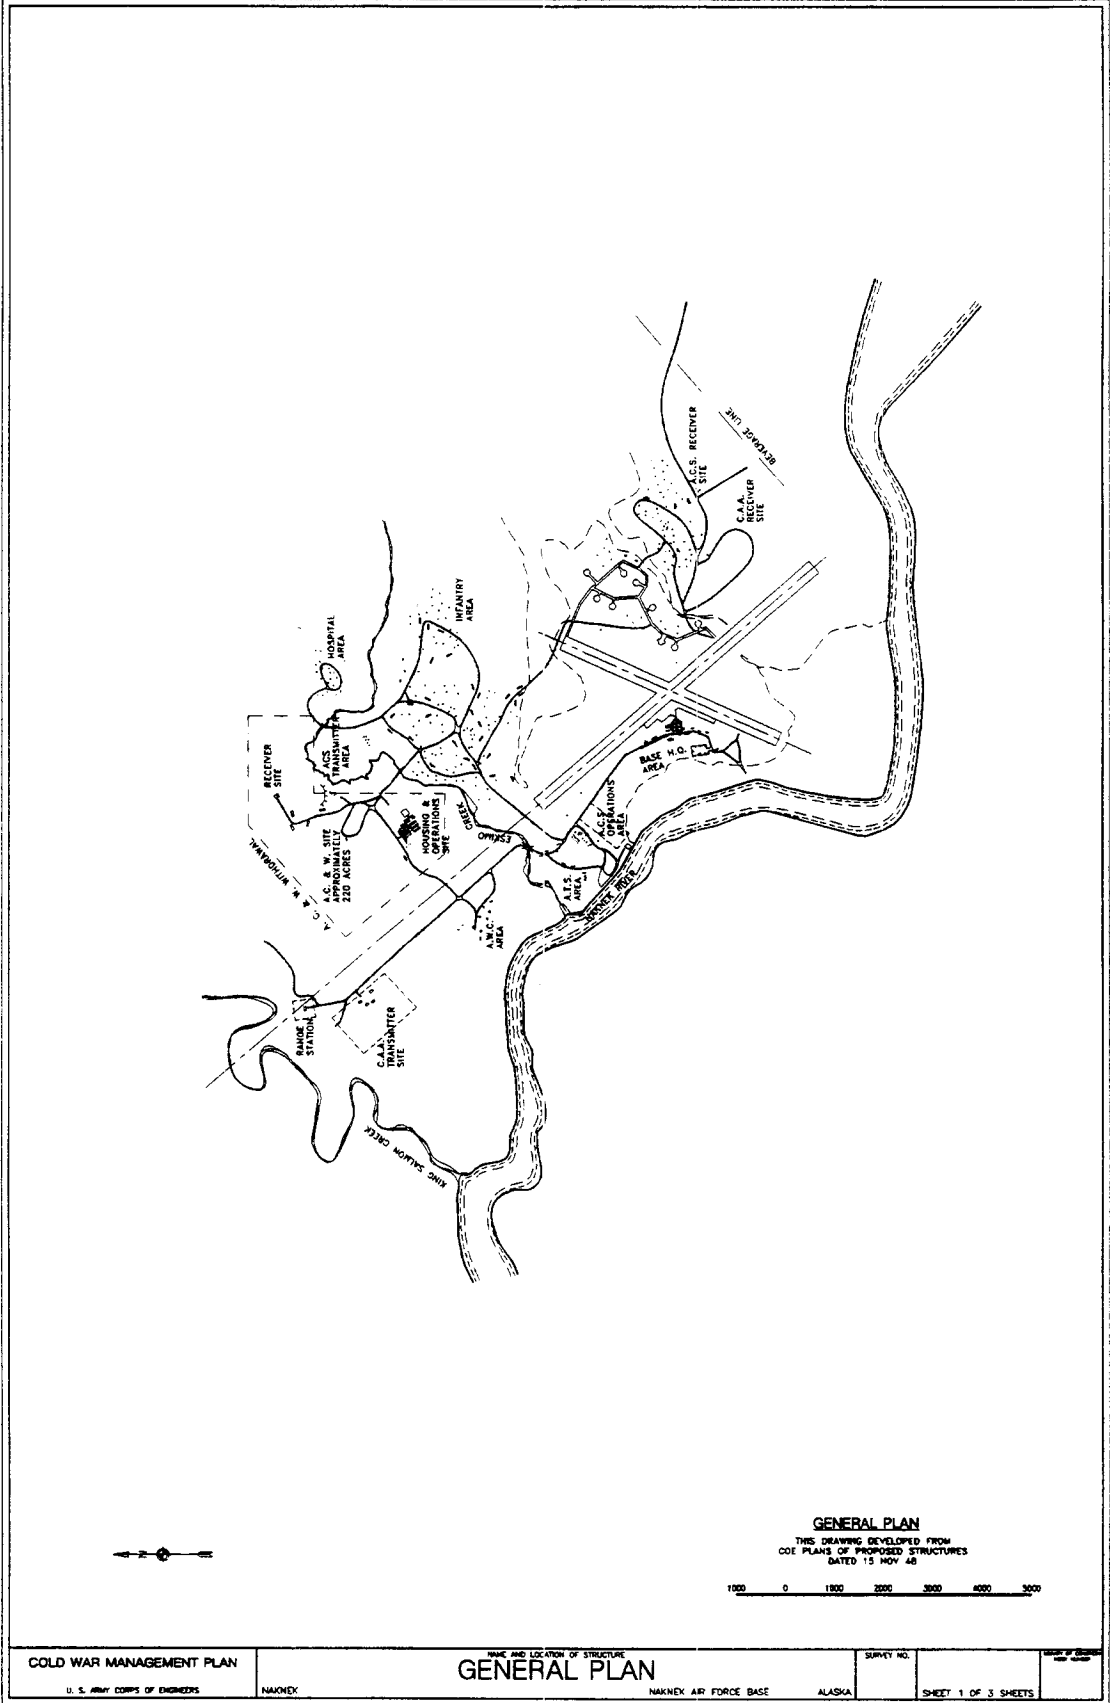 BEVERAGE LINE
A.C.S. RECEIVER
SITE
C.A.A.
RECEIVER
SITE
INFANTRY
AREA
HOSPITAL
AREA
ACS
TRANSMITTER
AREA
RECEIVER
SITE
A.C. & W. WITHDRAWAL
A.C. & W. SITE
APPROXIMATELY
220 ACRES
HOUSING &
OPERATIONS
SITE
ESKIMO CREEK
BASE H.Q.
AREA
A.C.S.
OPERATIONS
AREA
A.T.S.
AREA
NAKNEK RIVER
A.W.C.
AREA
RANGE
STATION
C.A.A.
TRANSMITTER
SITE
KING SALMON CREEK
N
GENERAL PLAN
THIS DRAWING DEVELOPED FROM
COE PLANS OF PROPOSED STRUCTURES
DATED 15 NOV 48
1000 0 1000 2000 3000 4000 5000
COLD WAR MANAGEMENT PLAN
U. S. ARMY CORPS OF ENGINEERS
NAME AND LOCATION OF STRUCTURE
GENERAL PLAN
NAKNEK
NAKNEK AIR FORCE BASE
ALASKA
SURVEY NO.
SHEET 1 OF 3 SHEETS